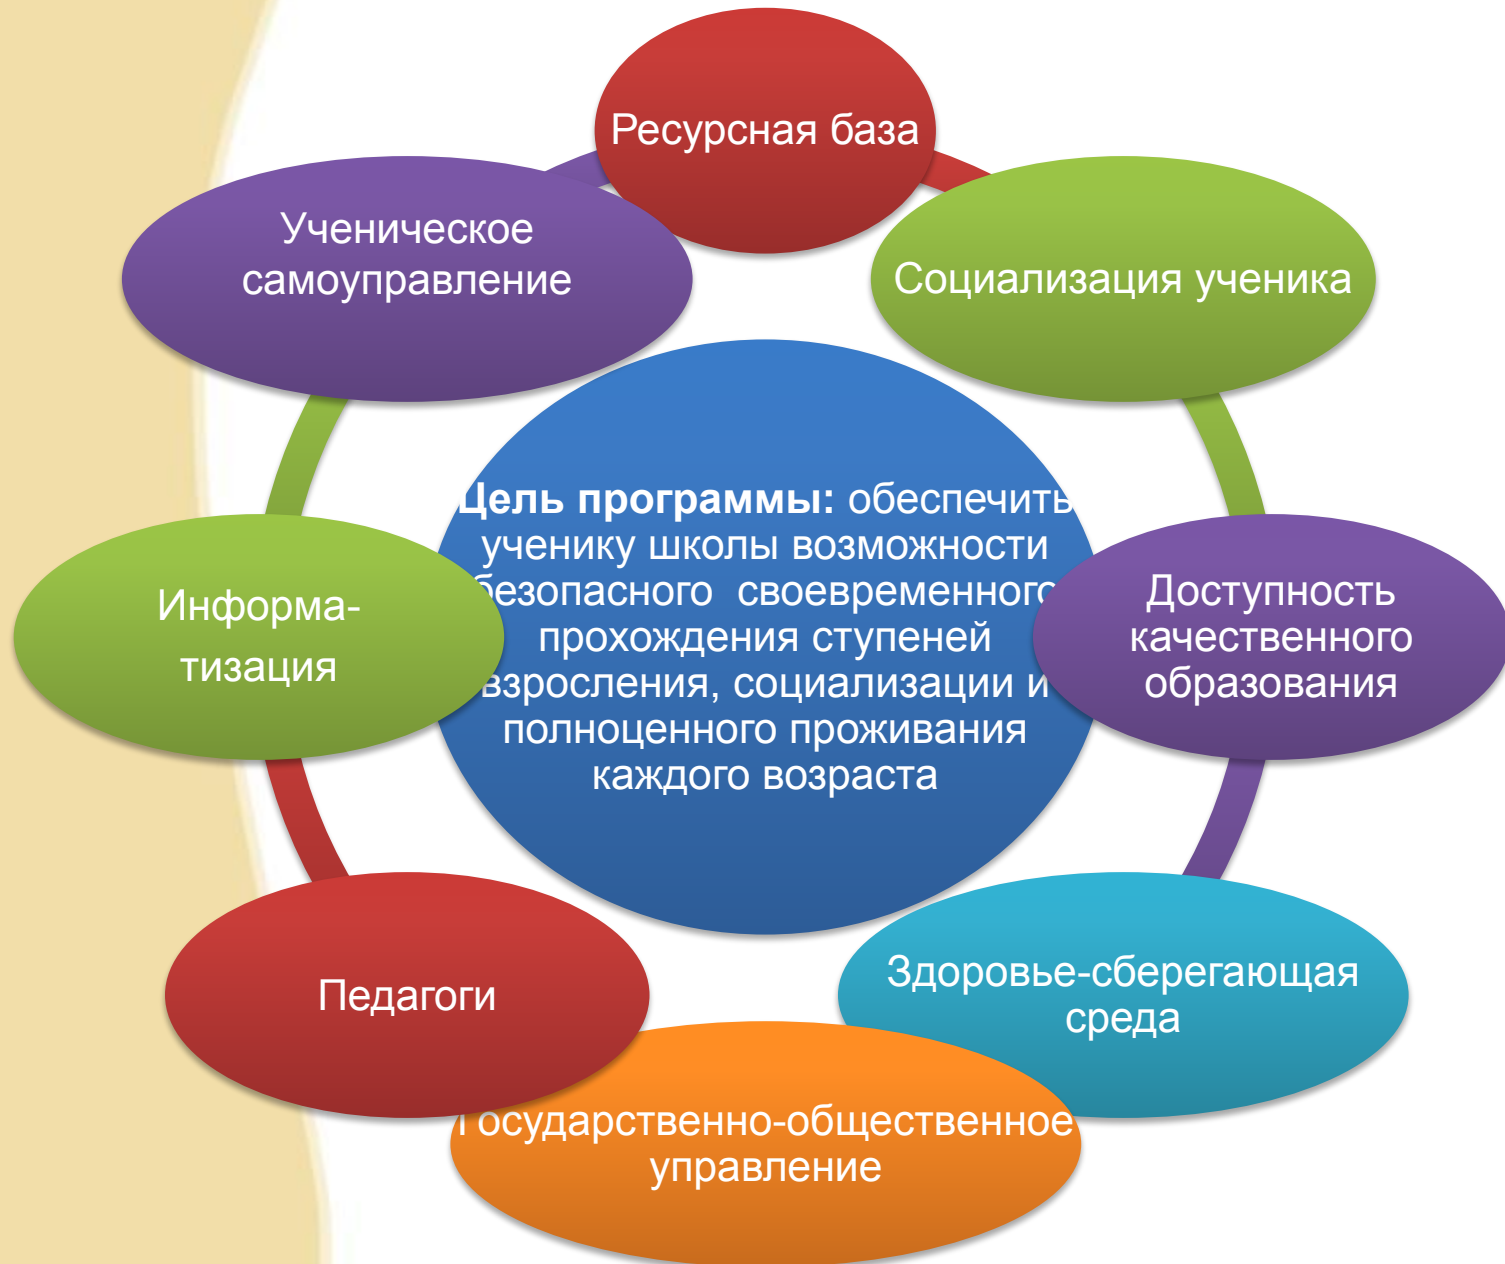 Ресурсная база
Ученическое
самоуправление
Социализация ученика
Цель программы: обеспечить
ученику школы возможности
безопасного своевременного
прохождения ступеней
взросления, социализации и
полноценного проживания
каждого возраста
Информа-
тизация
Доступность
качественного
образования
Педагоги
Здоровье-сберегающая
среда
Государственно-общественное
управление